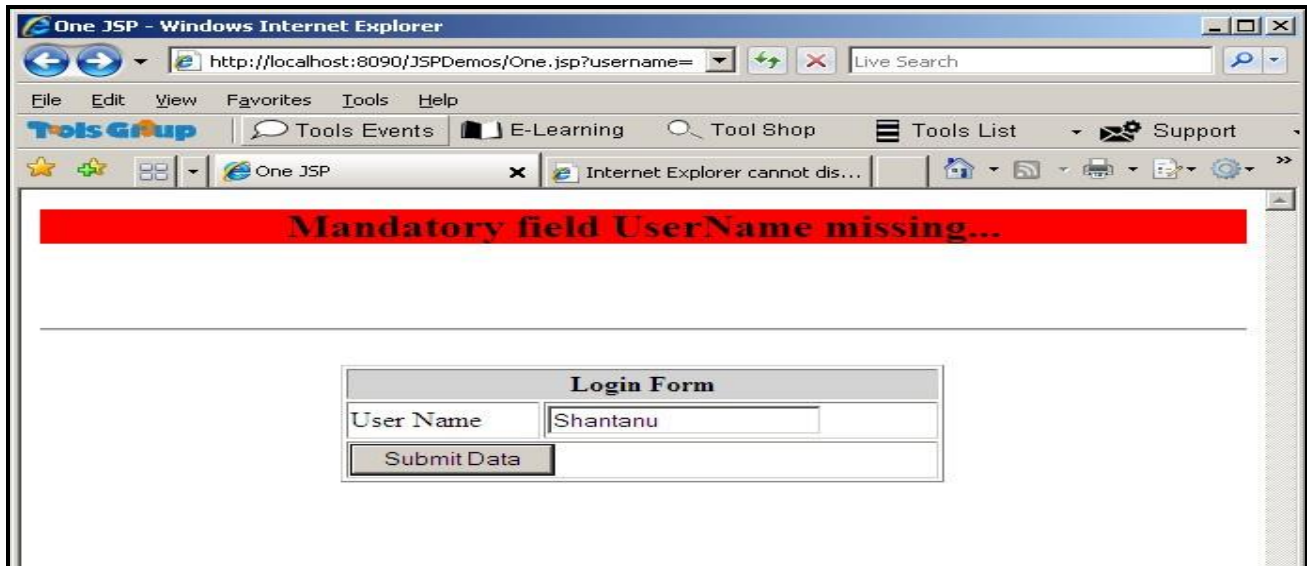 One JSP - Windows Internet Explorer
http://localhost:8090/JSPDemos/One.jsp?username=
Live Search
File Edit View Favorites Tools Help
Tools Group Tools Events E-Learning Tool Shop Tools List Support
One JSP Internet Explorer cannot dis...
Mandatory field UserName missing...
Login Form
User Name Shantanu
Submit Data